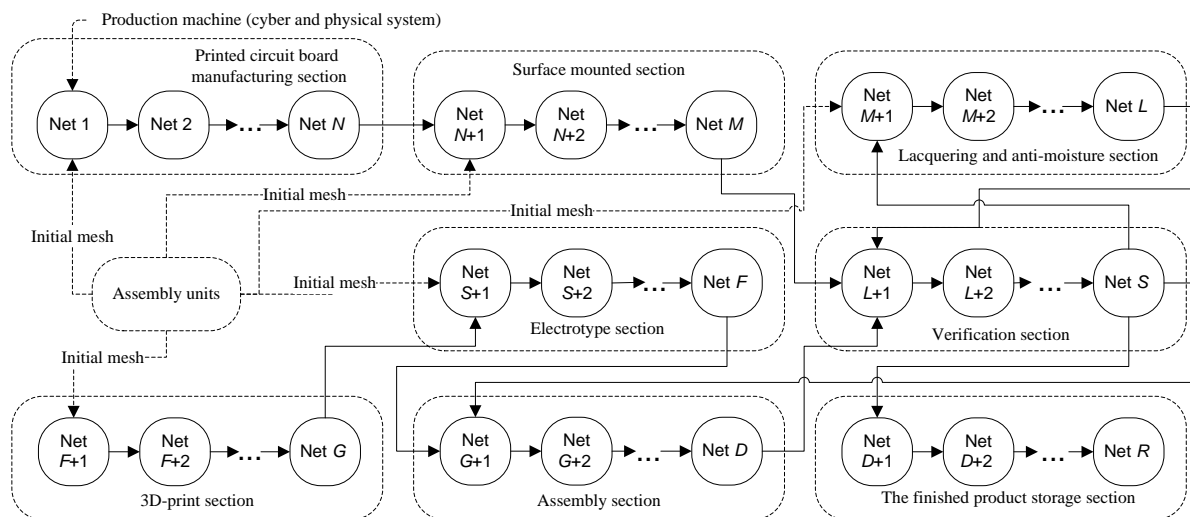 Production machine (cyber and physical system)
Printed circuit board
manufacturing section
Net 1
Net 2
...
Net N
Surface mounted section
Net
N+1
Net
N+2
...
Net M
Net
M+1
Net
M+2
...
Net L
Lacquering and anti-moisture section
Initial mesh
Initial mesh
Initial mesh
Assembly units
Initial mesh
Initial mesh
Net
S+1
Net
S+2
...
Net F
Electrotype section
Net
L+1
Net
L+2
...
Net S
Verification section
Net
F+1
Net
F+2
...
Net G
3D-print section
Net
G+1
Net
G+2
...
Net D
Assembly section
Net
D+1
Net
D+2
...
Net R
The finished product storage section